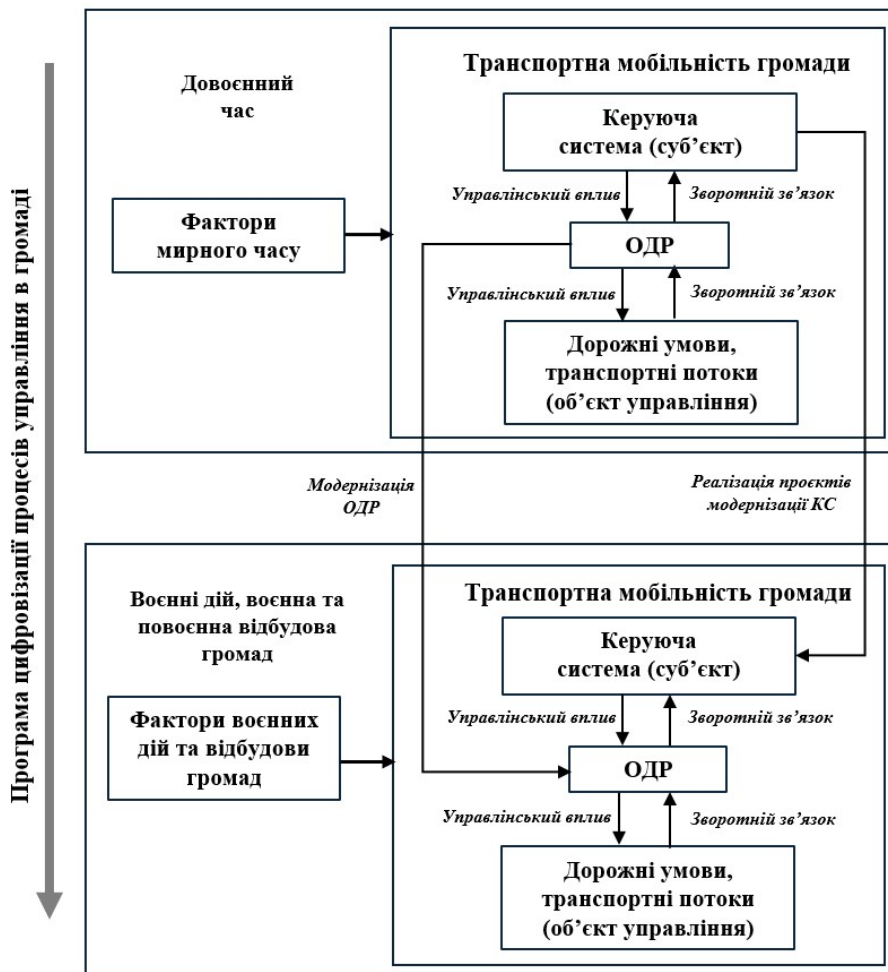 Програма цифровізації процесів управління в громаді
Довоєнний
час
Фактори
мирного часу
Транспортна мобільність громади
Керуюча
система (суб’єкт)
Управлінський вплив
Зворотній зв’язок
ОДР
Управлінський вплив
Зворотній зв’язок
Дорожні умови,
транспортні потоки
(об’єкт управління)
Модернізація
ОДР
Реалізація проєктів
модернізації КС
Воєнні дій, воєнна та
повоєнна відбудова
громад
Фактори воєнних
дій та відбудови
громад
Транспортна мобільність громади
Керуюча
система (суб’єкт)
Управлінський вплив
Зворотній зв’язок
ОДР
Управлінський вплив
Зворотній зв’язок
Дорожні умови,
транспортні потоки
(об’єкт управління)